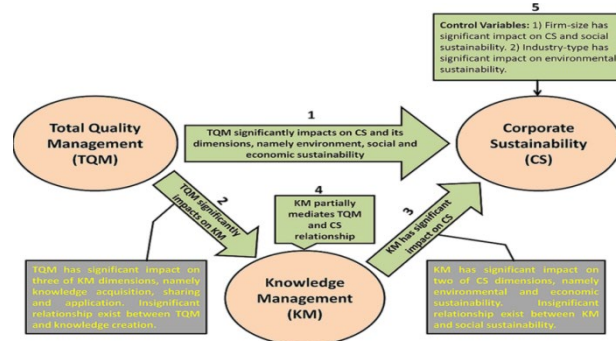 5
Control Variables: 1) Firm-size has
significant impact on CS and social
sustainability. 2) Industry-type has
significant impact on environmental
sustainability.
1
Total Quality
Management
(TQM)
TQM significantly impacts on CS and its
dimensions, namely environment, social and
economic sustainability
Corporate
Sustainability
(CS)
2
TQM significantly
impacts on KM
4
KM partially
mediates TQM
and CS
relationship
3
KM has significant
impact on CS
TQM has significant impact on
three of KM dimensions, namely
knowledge acquisition, sharing
and application. Insignificant
relationship exist between TQM
and knowledge creation.
Knowledge
Management
(KM)
KM has significant impact on
two of CS dimensions, namely
environmental and economic
sustainability. Insignificant
relationship exist between KM
and social sustainability.